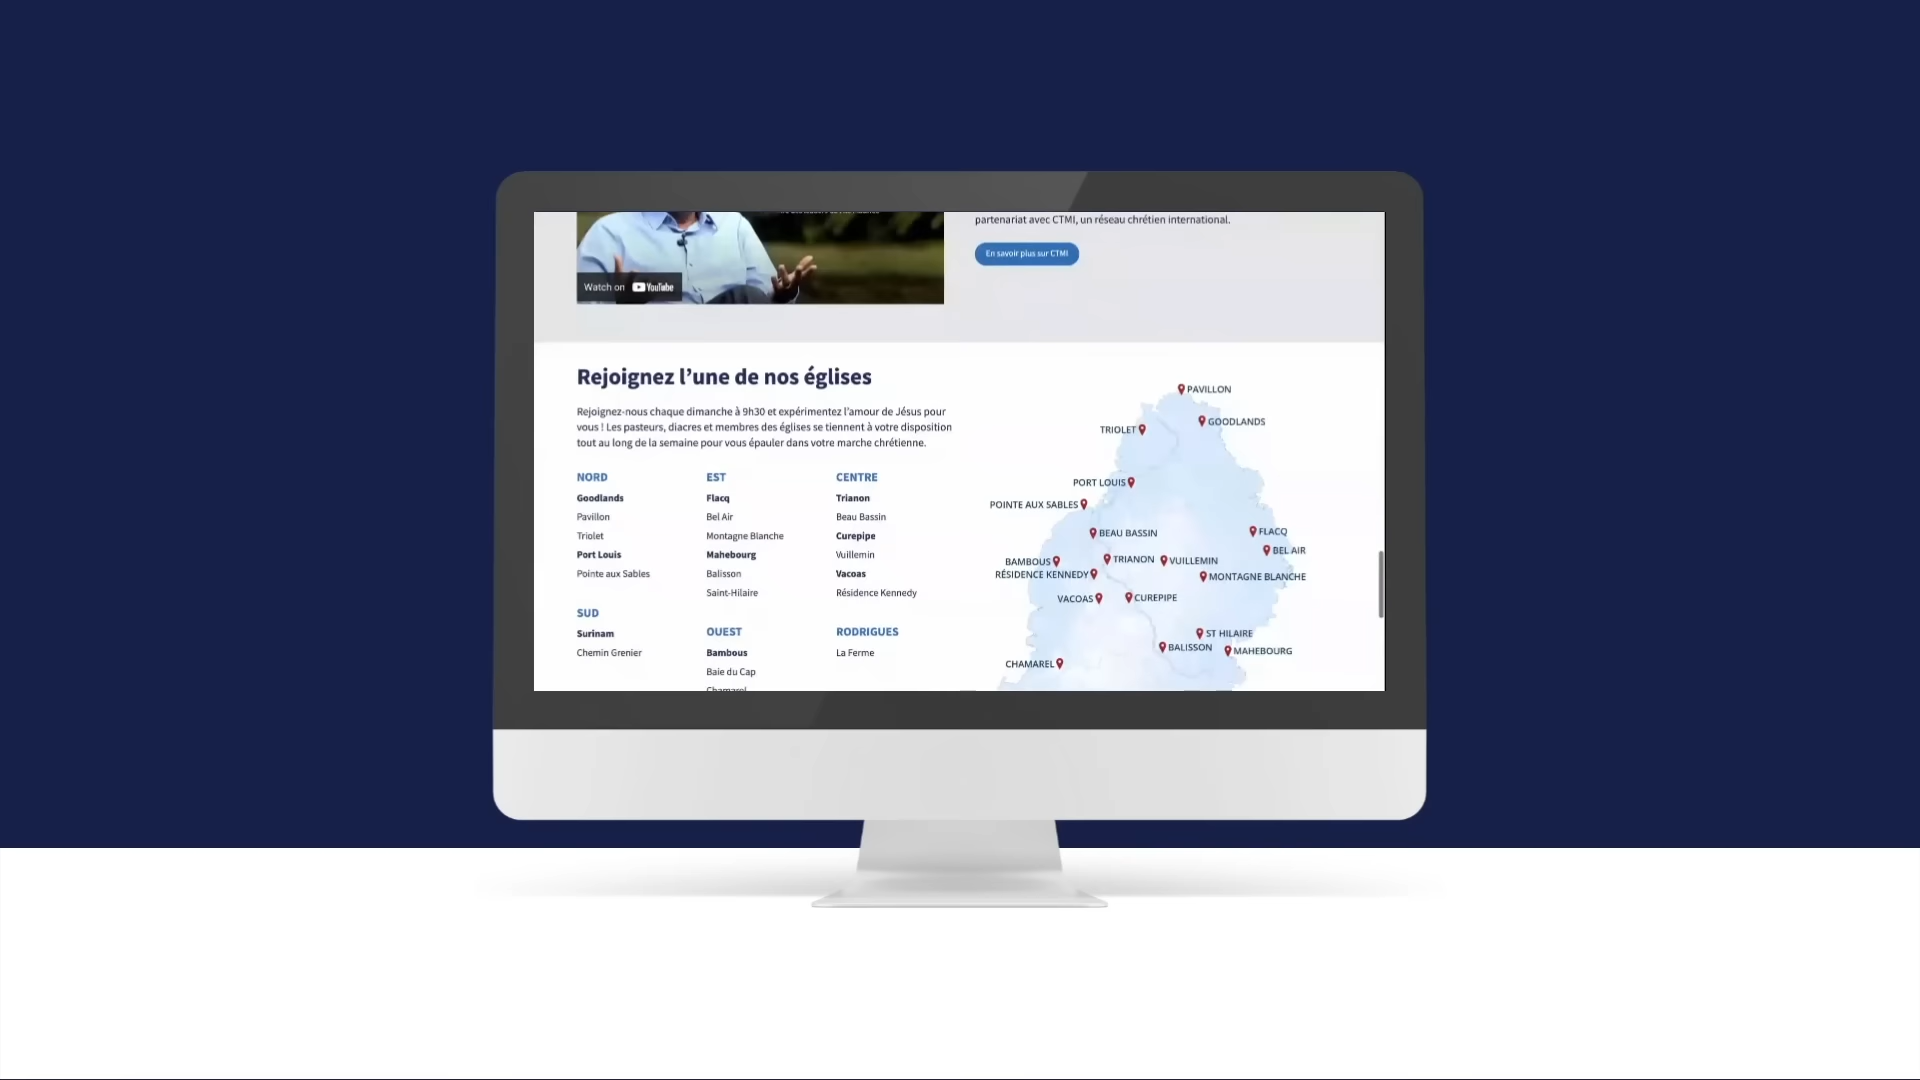 partenariat avec CTMI, un réseau chrétien international.
En savoir plus sur CTMI
Watch on YouTube
Rejoignez l'une de nos églises
Rejoignez-nous chaque dimanche à 9h30 et expérimentez l'amour de Jésus pour
vous ! Les pasteurs, diacres et membres des églises se tiennent à votre disposition
tout au long de la semaine pour vous épauler dans votre marche chrétienne.
NORD
Goodlands
Pavillon
Triolet
Port Louis
Pointe aux Sables
SUD
Surinam
Chemin Grenier
EST
Flacq
Bel Air
Montagne Blanche
Mahebourg
Balisson
Saint-Hilaire
OUEST
Bambous
Baie du Cap
Chamarel
CENTRE
Trianon
Beau Bassin
Curepipe
Vuillemin
Vacoas
Résidence Kennedy
RODRIGUES
La Ferme
PAVILLON
GOODLANDS
TRIOLET
PORT LOUIS
POINTE AUX SABLES
BEAU BASSIN
FLACQ
BEL AIR
BAMBOUS
TRIANON
VUILLEMIN
RÉSIDENCE KENNEDY
MONTAGNE BLANCHE
VACOAS
CUREPIPE
ST HILAIRE
BALISSON
MAHEBOURG
CHAMAREL